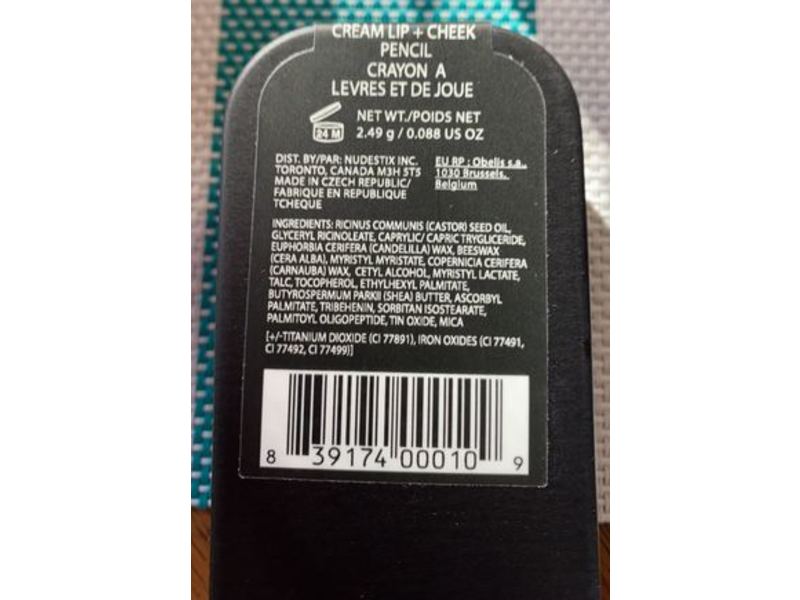 CREAM LIP + CHEEK
PENCIL
CRAYON A
LEVRES ET DE JOUE
24 M
NET WT./POIDS NET
2.49 g / 0.088 US OZ
DIST. BY/PAR: NUDESTIX INC.
TORONTO, CANADA M3H 5T5
MADE IN CZECH REPUBLIC/
FABRIQUE EN REPUBLIQUE
TCHEQUE
EU RP : Obelis s.a.,
1030 Brussels,
Belgium
INGREDIENTS: RICINUS COMMUNIS (CASTOR) SEED OIL,
GLYCERYL RICINOLEATE, CAPRYLIC/ CAPRIC TRYGLICERIDE,
EUPHORBIA CERIFERA (CANDELILLA) WAX, BEESWAX
(CERA ALBA), MYRISTYL MYRISTATE, COPERNICIA CERIFERA
(CARNAUBA) WAX, CETYL ALCOHOL, MYRISTYL LACTATE,
TALC, TOCOPHEROL, ETHYLHEXYL PALMITATE,
BUTYROSPERMUM PARKII (SHEA) BUTTER, ASCORBYL
PALMITATE, TRIBEHENIN, SORBITAN ISOSTEARATE,
PALMITOYL OLIGOPEPTIDE, TIN OXIDE, MICA
[+/-TITANIUM DIOXIDE (CI 77891), IRON OXIDES (CI 77491,
CI 77492, CI 77499)]
8 39174 00010 9